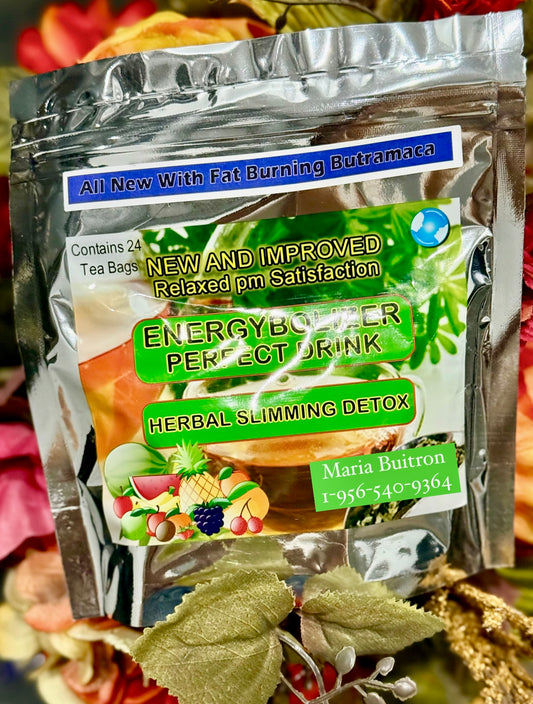 All New With Fat Burning Butramaca
Contains 24
Tea Bags
NEW AND IMPROVED
Relaxed pm Satisfaction
ENERGYBOLIZER
PERFECT DRINK
HERBAL SLIMMING DETOX
Maria Buitron
1-956-540-9364